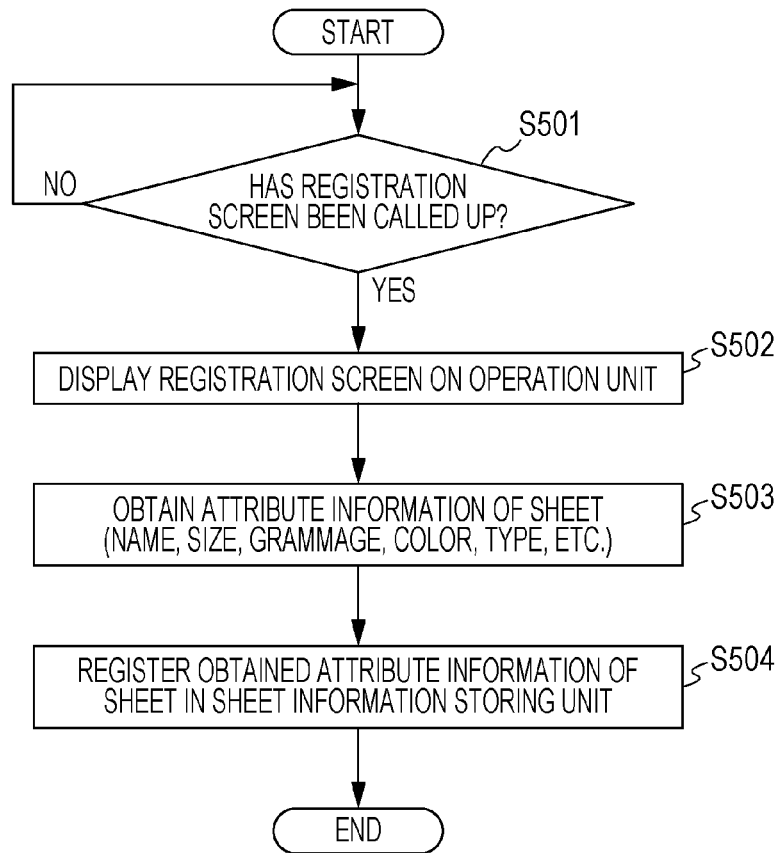 START
S501
HAS REGISTRATION
SCREEN BEEN CALLED UP?
NO
YES
S502
DISPLAY REGISTRATION SCREEN ON OPERATION UNIT
S503
OBTAIN ATTRIBUTE INFORMATION OF SHEET
(NAME, SIZE, GRAMMAGE, COLOR, TYPE, ETC.)
S504
REGISTER OBTAINED ATTRIBUTE INFORMATION OF
SHEET IN SHEET INFORMATION STORING UNIT
END